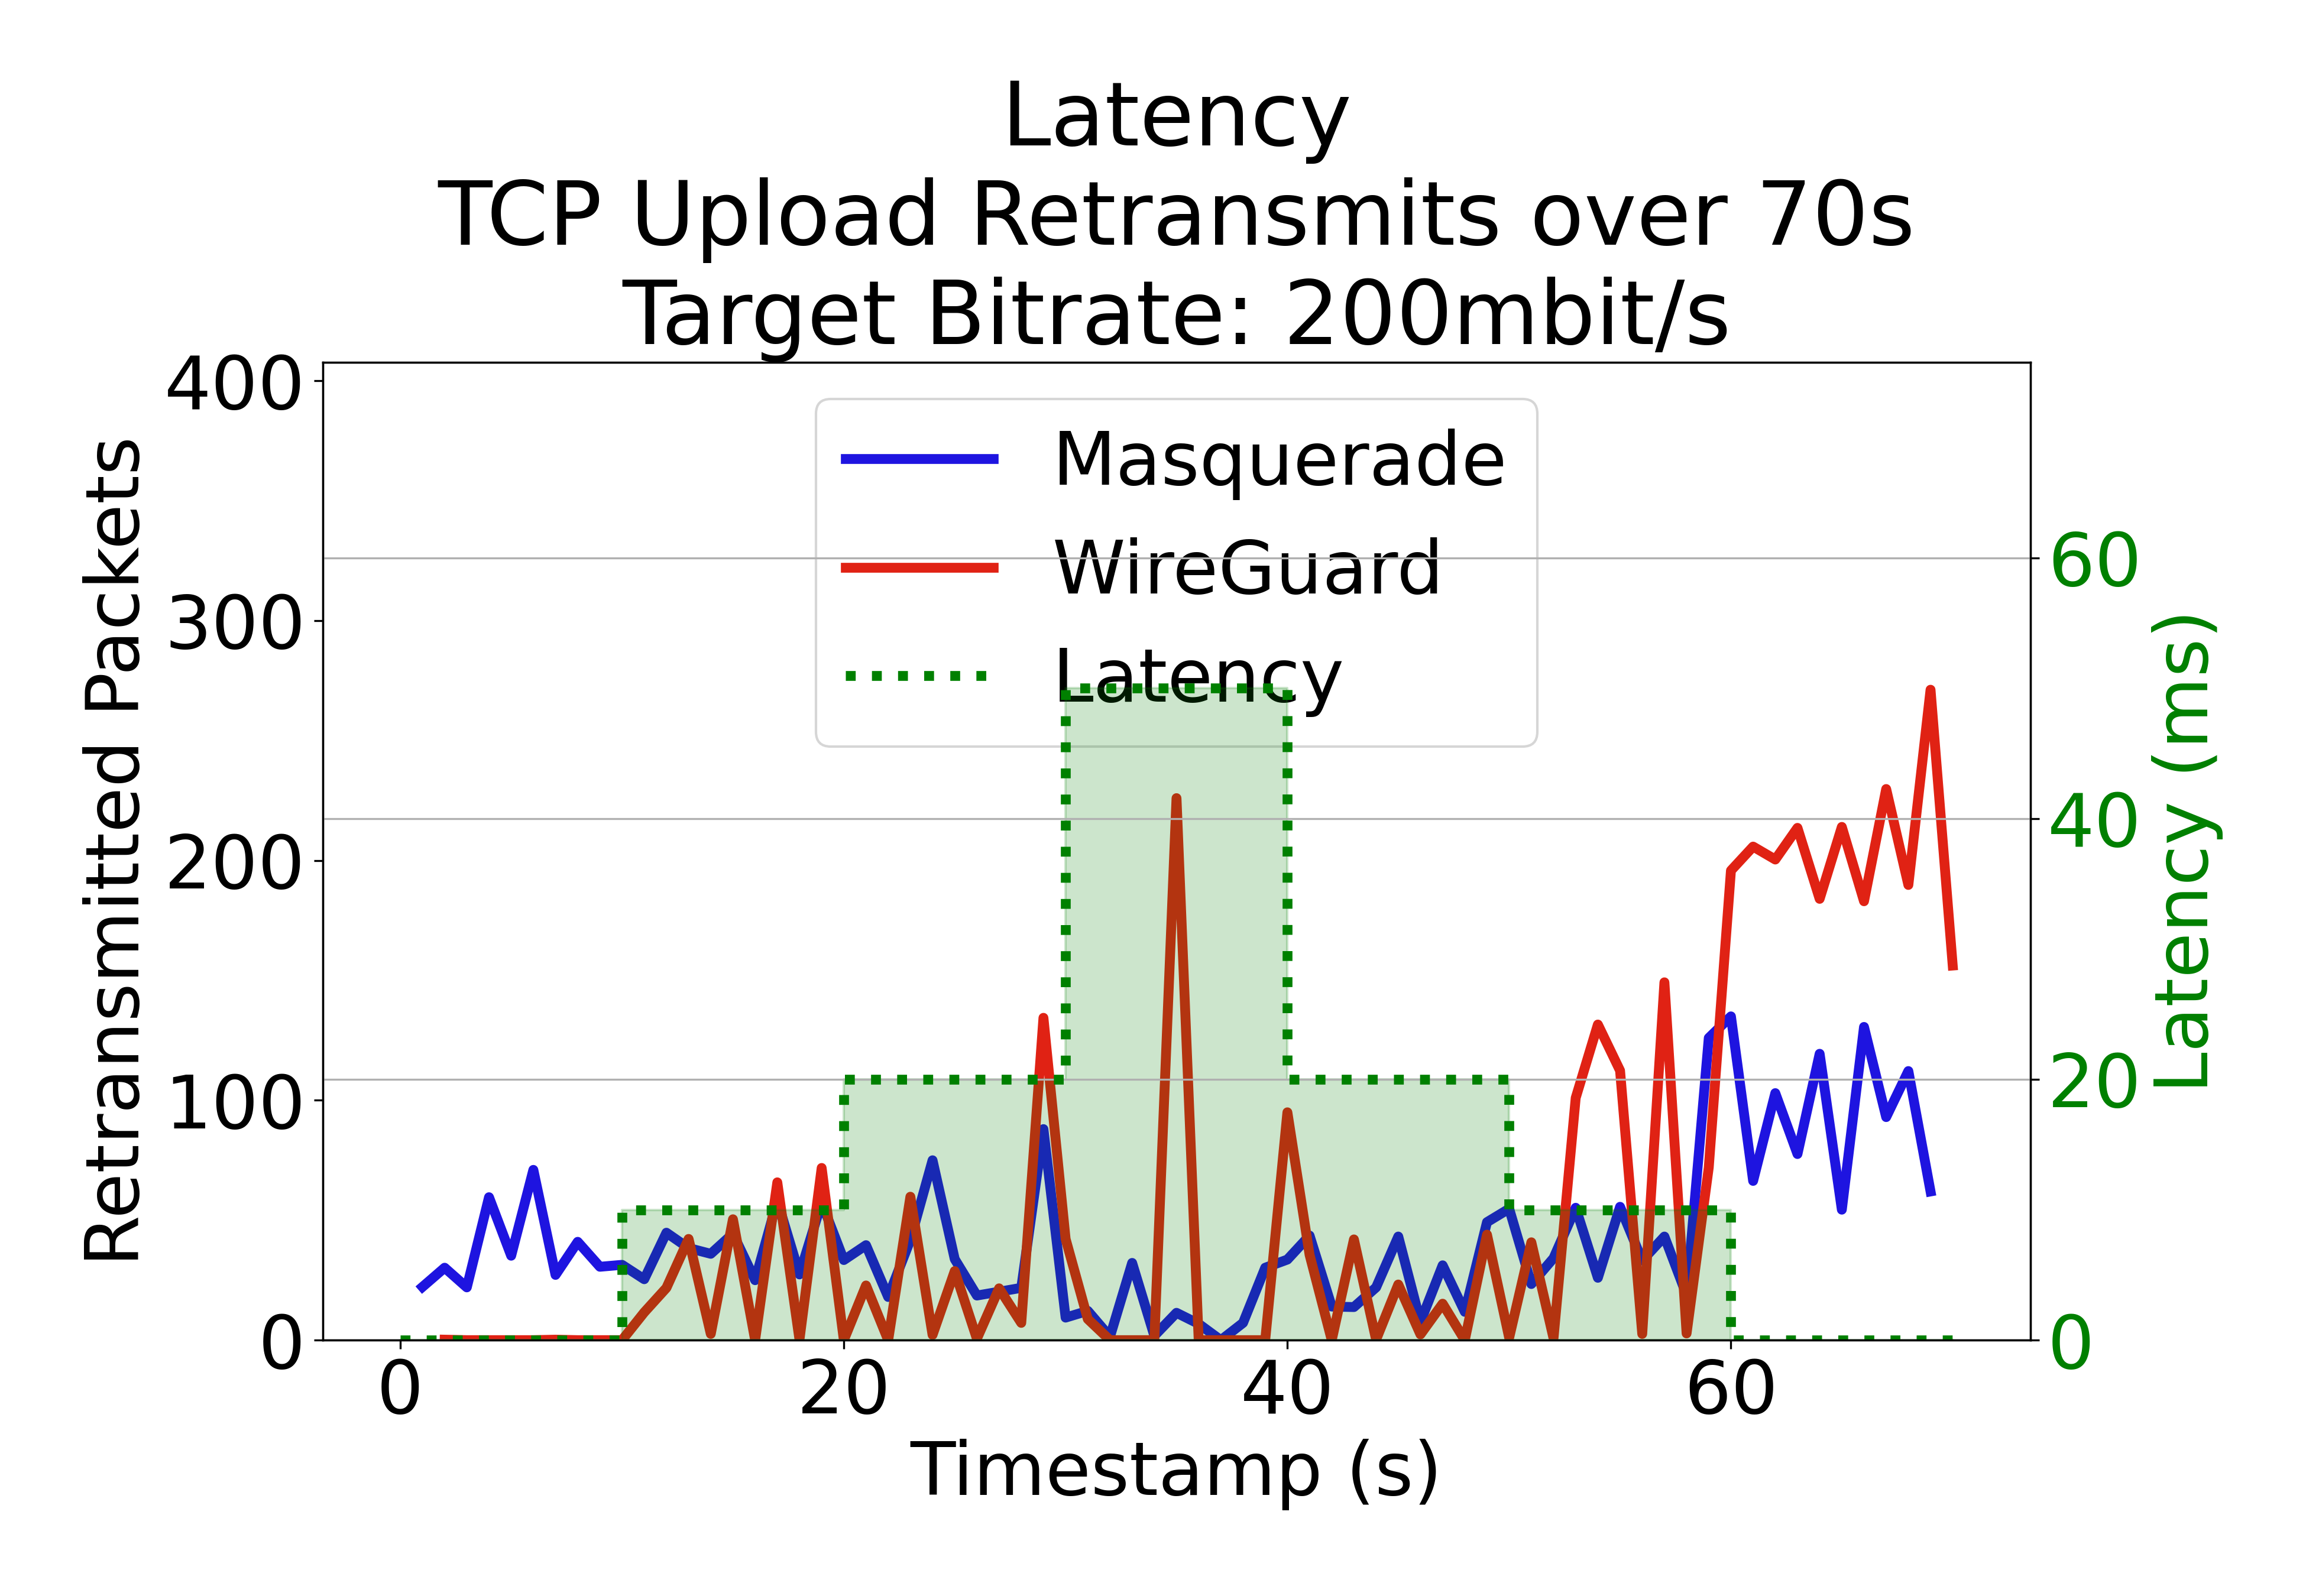 Latency
TCP Upload Retransmits over 70s
Target Bitrate: 200mbit/s
400
300
200
100
0
Retransmitted Packets
Masquerade
WireGuard
Latency
60
40
20
0
Latency (ms)
0
20
40
60
Timestamp (s)